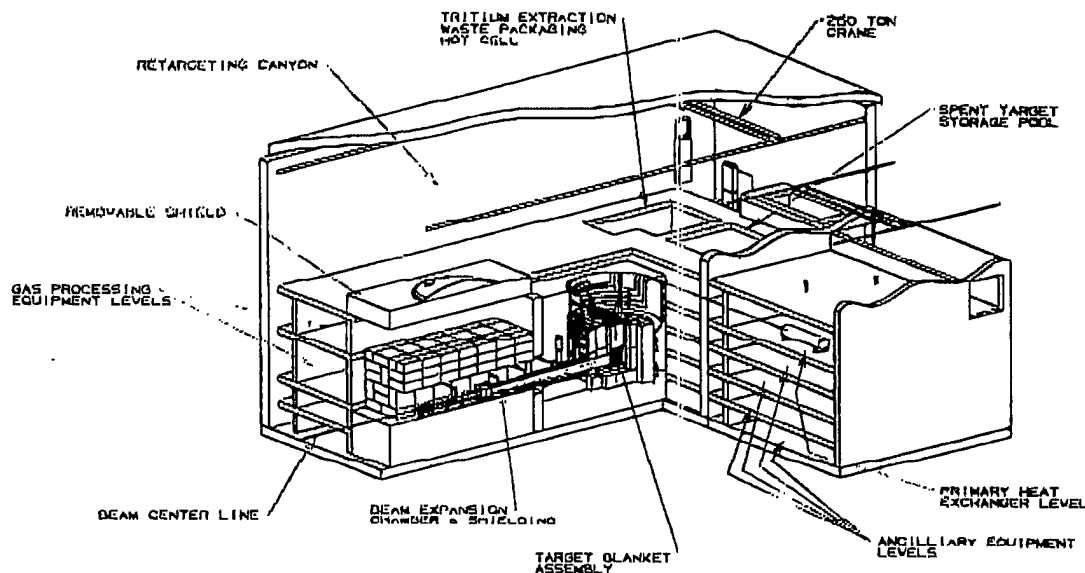 TRITIUM EXTRACTION
WASTE PACKAGING
HOT CELL
200 TON
CRANE
RETARGETING CANYON
SPENT TARGET
STORAGE POOL
REMOVABLE SHIELD
GAS PROCESSING
EQUIPMENT LEVELS
BEAM CENTER LINE
BEAM EXPANSION
CHAMBER & SHIELDING
TARGET BLANKET
ASSEMBLY
PRIMARY HEAT
EXCHANGER LEVEL
ANCILLIARY EQUIPMENT
LEVELS